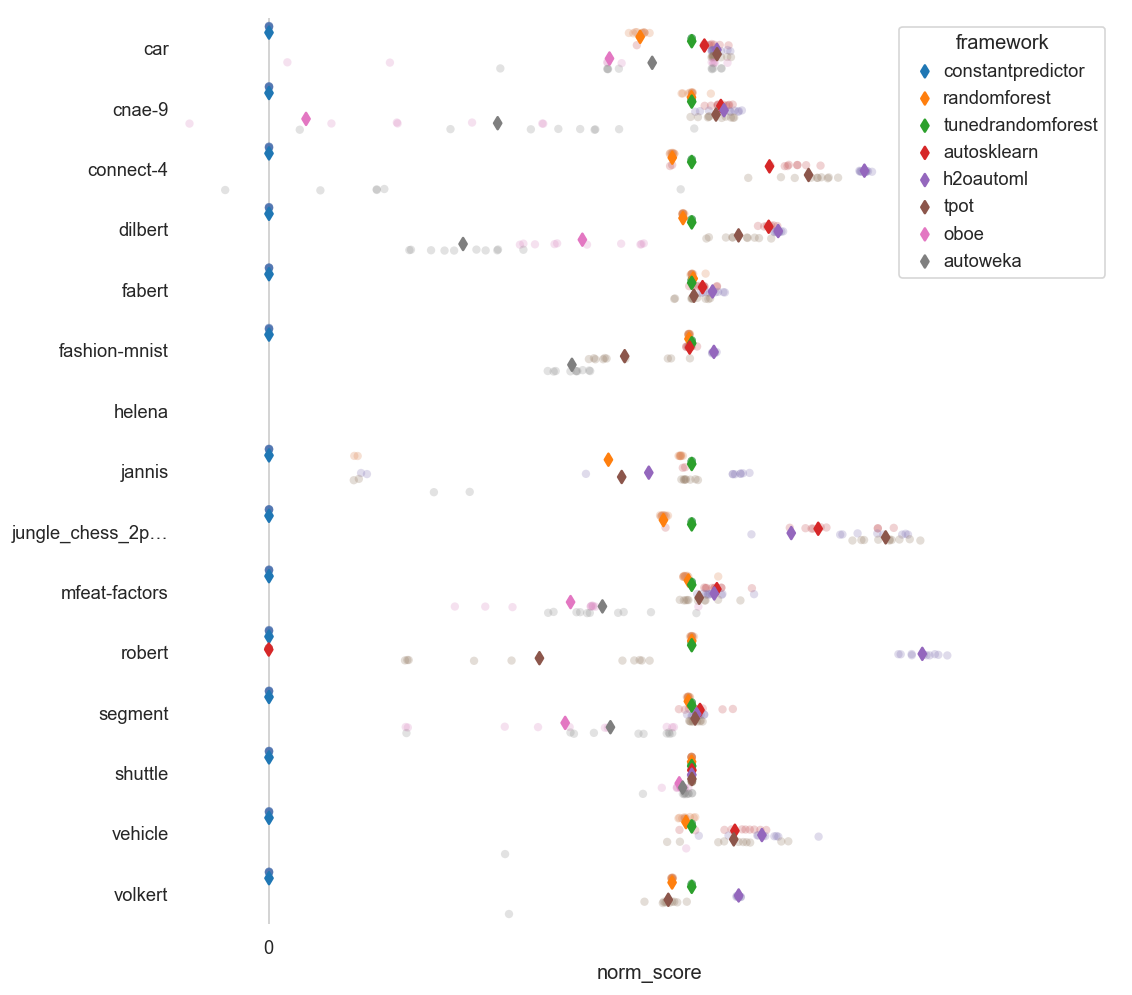 car
cnae-9
connect-4
dilbert
fabert
fashion-mnist
helena
jannis
jungle_chess_2p…
mfeat-factors
robert
segment
shuttle
vehicle
volkert
0
norm_score
framework
constantpredictor
randomforest
tunedrandomforest
autosklearn
h2oautoml
tpot
oboe
autoweka